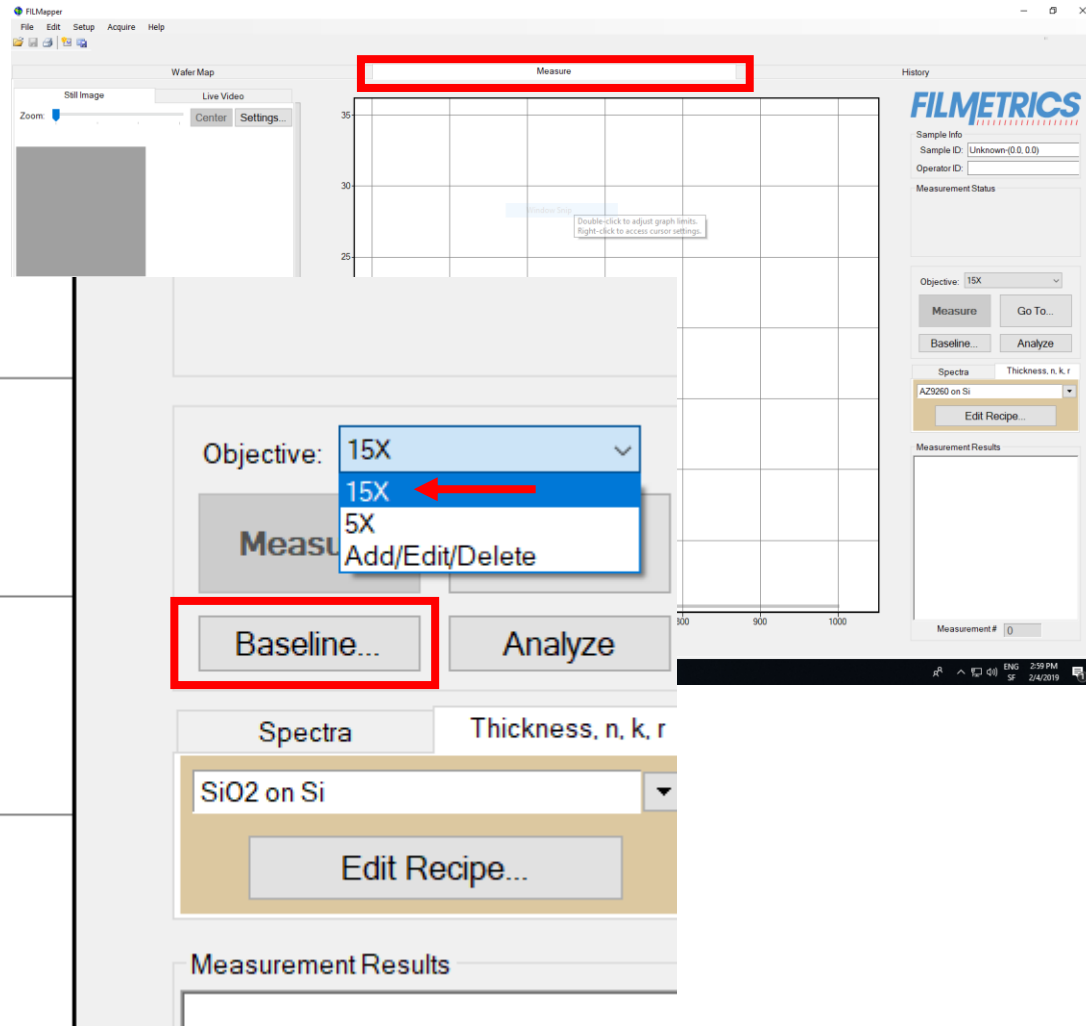 FILMapper
File Edit Setup Acquire Help
Wafer Map Measure History
Still Image Live Video
Zoom: Center Settings...
35
30
25
Window Snip
Double-click to adjust graph limits.
Right-click to access cursor settings.
FILMETRICS
Sample Info
Sample ID: Unknown-(0.0, 0.0)
Operator ID:
Measurement Status
Objective: 15X
Measure Go To...
Baseline... Analyze
Spectra Thickness, n, k, r
AZ9260 on Si
Edit Recipe...
Measurement Results
Measurement # 0
800 900 1000
ENG 2:59 PM
SF 2/4/2019
Objective: 15X
15X
5X
Add/Edit/Delete
Measu
Baseline... Analyze
Spectra Thickness, n, k, r
SiO2 on Si
Edit Recipe...
Measurement Results